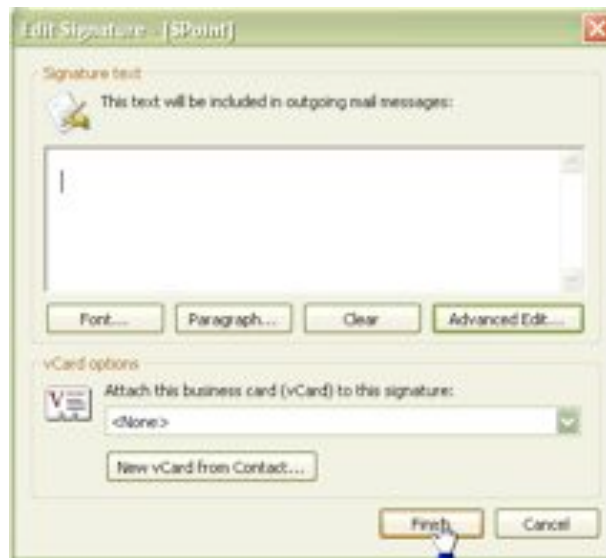 Edit Signature - [SPoint]
Signature text
This text will be included in outgoing mail messages:
Font...
Paragraph...
Clear
Advanced Edit...
vCard options
Attach this business card (vCard) to this signature:
<None>
New vCard from Contact...
Finish
Cancel